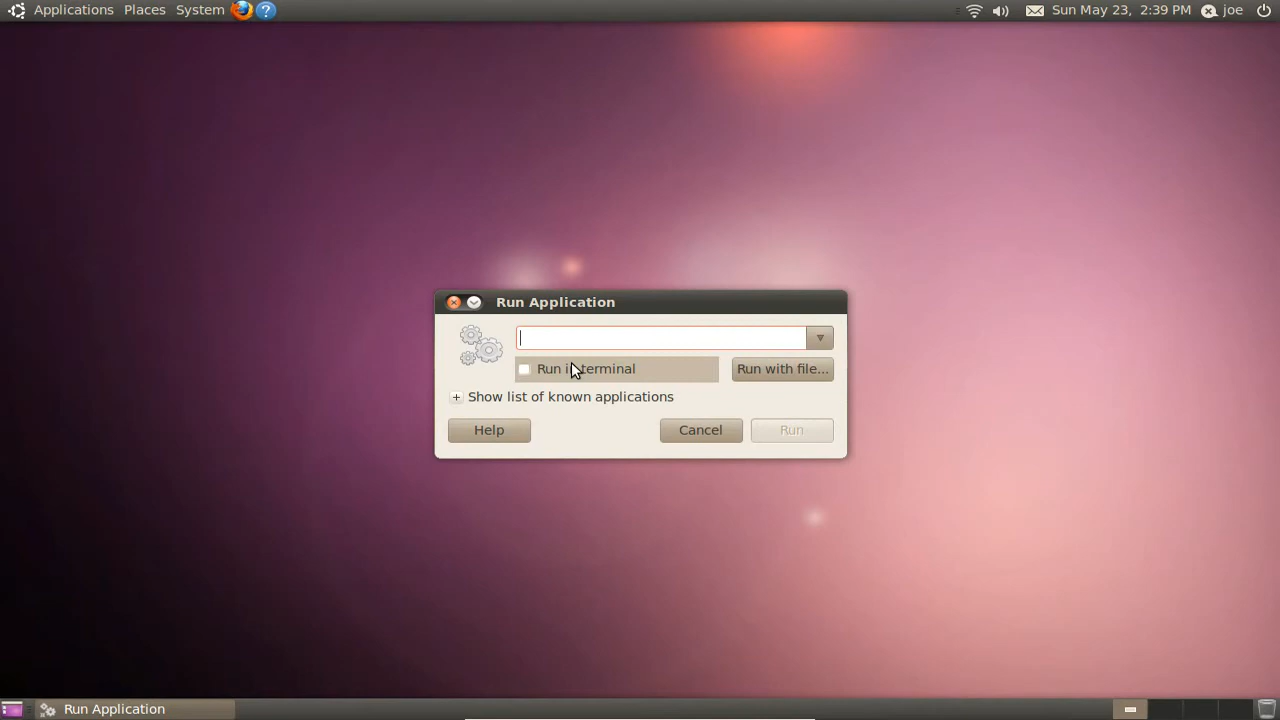 Applications Places System ? Sun May 23, 2:39 PM joe
Run Application
Run in terminal Run with file...
+ Show list of known applications
Help Cancel Run
Run Application